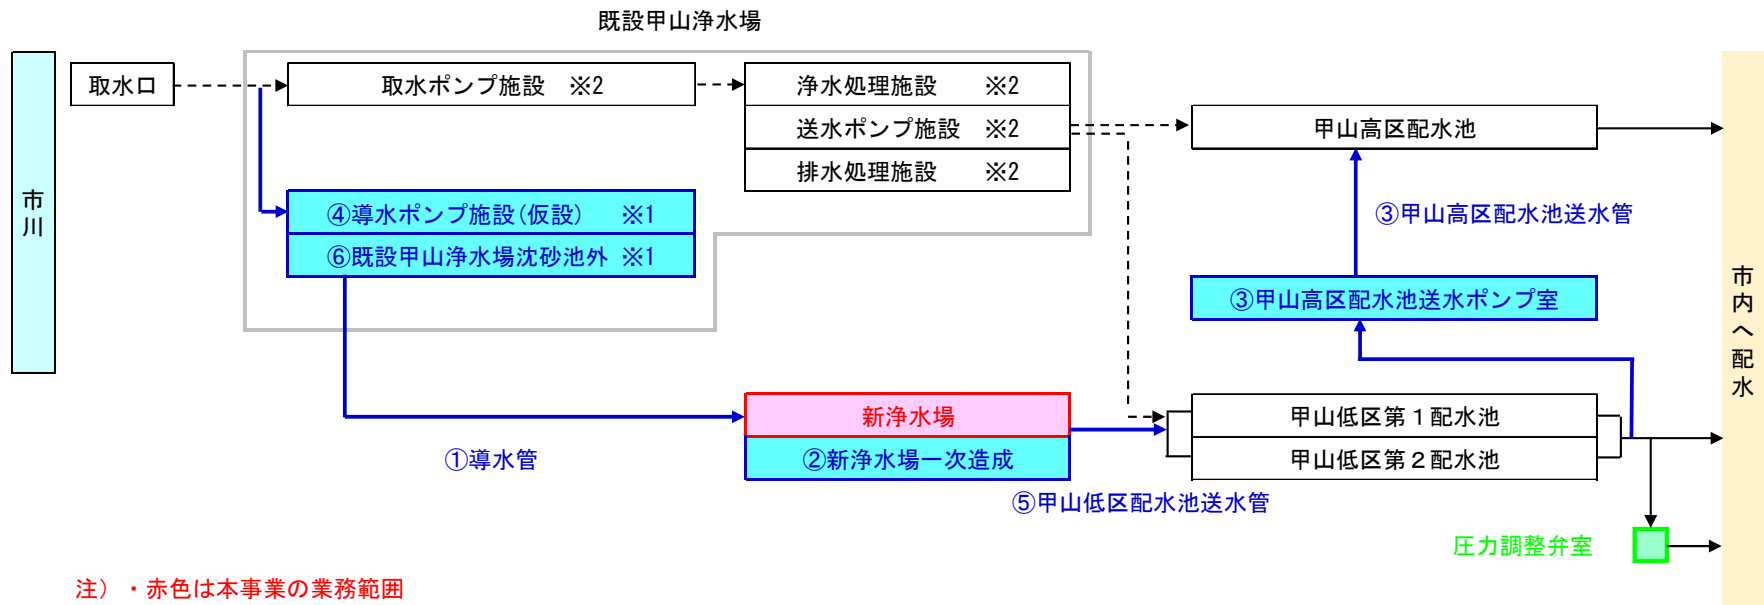 既設甲山浄水場
市川
取水口
取水ポンプ施設 ※2
浄水処理施設 ※2
送水ポンプ施設 ※2
排水処理施設 ※2
甲山高区配水池
④導水ポンプ施設(仮設) ※1
⑥既設甲山浄水場沈砂池外 ※1
③甲山高区配水池送水管
③甲山高区配水池送水ポンプ室
市内へ配水
新浄水場
②新浄水場一次造成
甲山低区第1配水池
甲山低区第2配水池
①導水管
⑤甲山低区配水池送水管
圧力調整弁室
注）・赤色は本事業の業務範囲